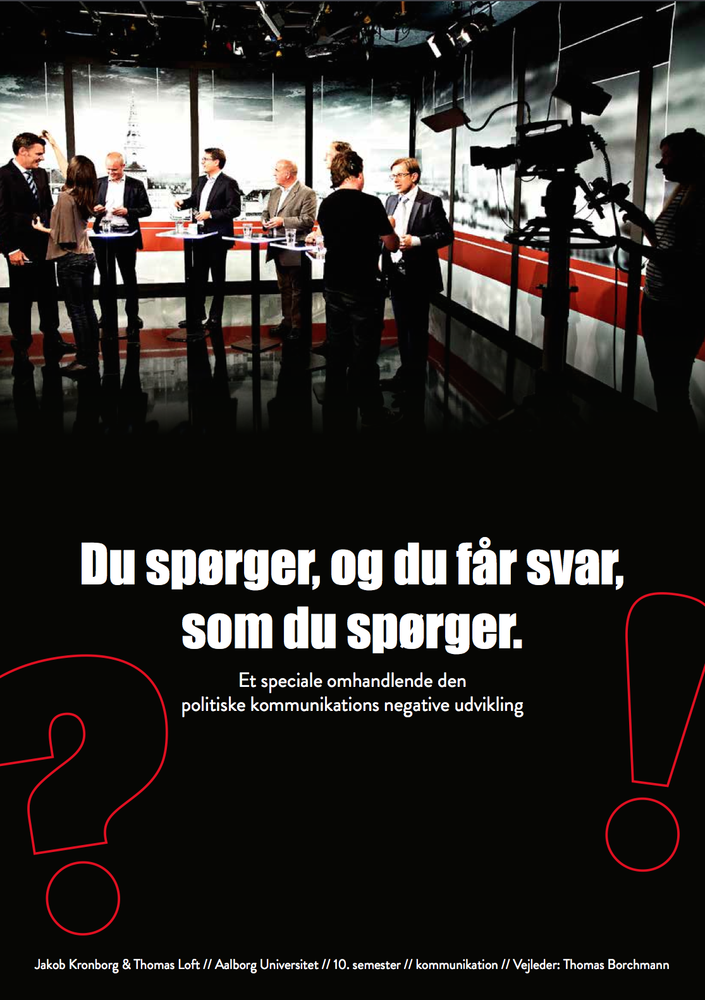 Du spørger, og du får svar,
som du spørger.
Et speciale omhandlende den
politiske kommunikations negative udvikling
Jakob Kronborg & Thomas Loft // Aalborg Universitet // 10. semester // kommunikation // Vejleder: Thomas Borchmann